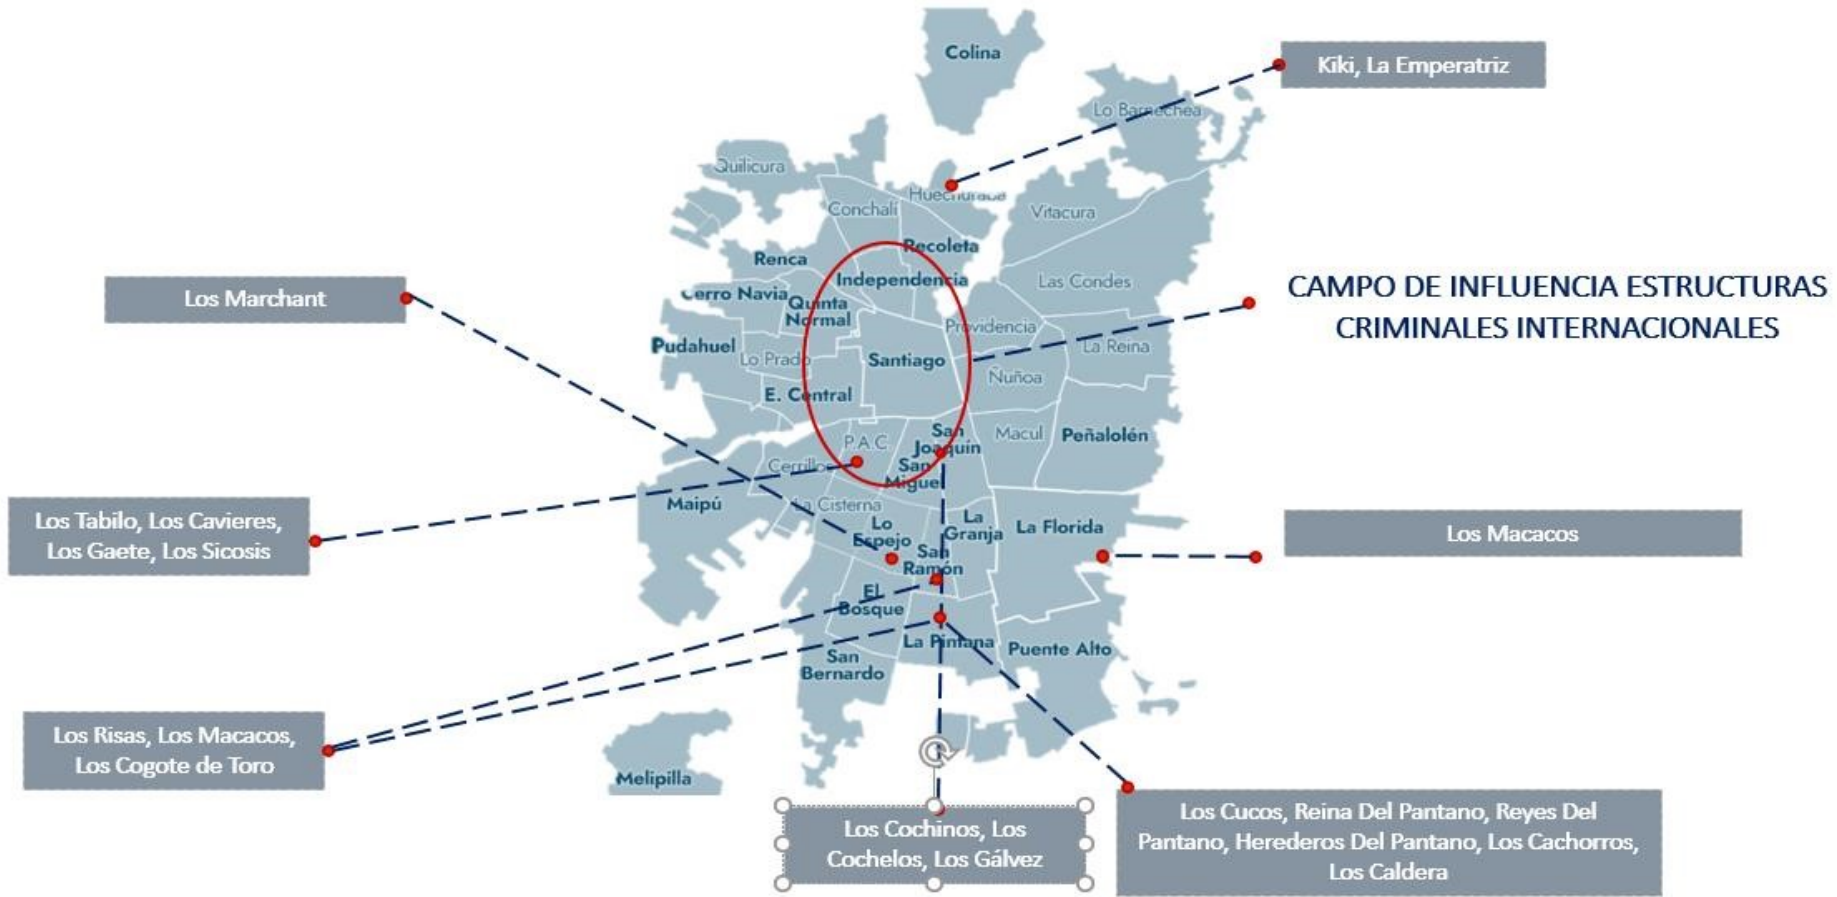 Colina
Kiki, La Emperatriz
Lo Barnechea
Quilicura
Huechuraba
Conchalí
Vitacura
Recoleta
Renca
Independencia
Las Condes
CAMPO DE INFLUENCIA ESTRUCTURAS
CRIMINALES INTERNACIONALES
Los Marchant
Cerro Navia
Quinta
Normal
Providencia
Pudahuel
Lo Prado
Santiago
La Reina
Ñuñoa
E. Central
P.A.C
San
Joaquín
Macul
Peñalolén
Cerrillos
San
Miguel
Maipú
La Cisterna
Lo
Espejo
La
Granja
La Florida
San
Ramón
Los Tabilo, Los Cavieres,
Los Gaete, Los Sicosis
Los Macacos
El
Bosque
La Pintana
Puente Alto
San
Bernardo
Los Risas, Los Macacos,
Los Cogote de Toro
Melipilla
Los Cochinos, Los
Cochelos, Los Gálvez
Los Cucos, Reina Del Pantano, Reyes Del
Pantano, Herederos Del Pantano, Los Cachorros,
Los Caldera